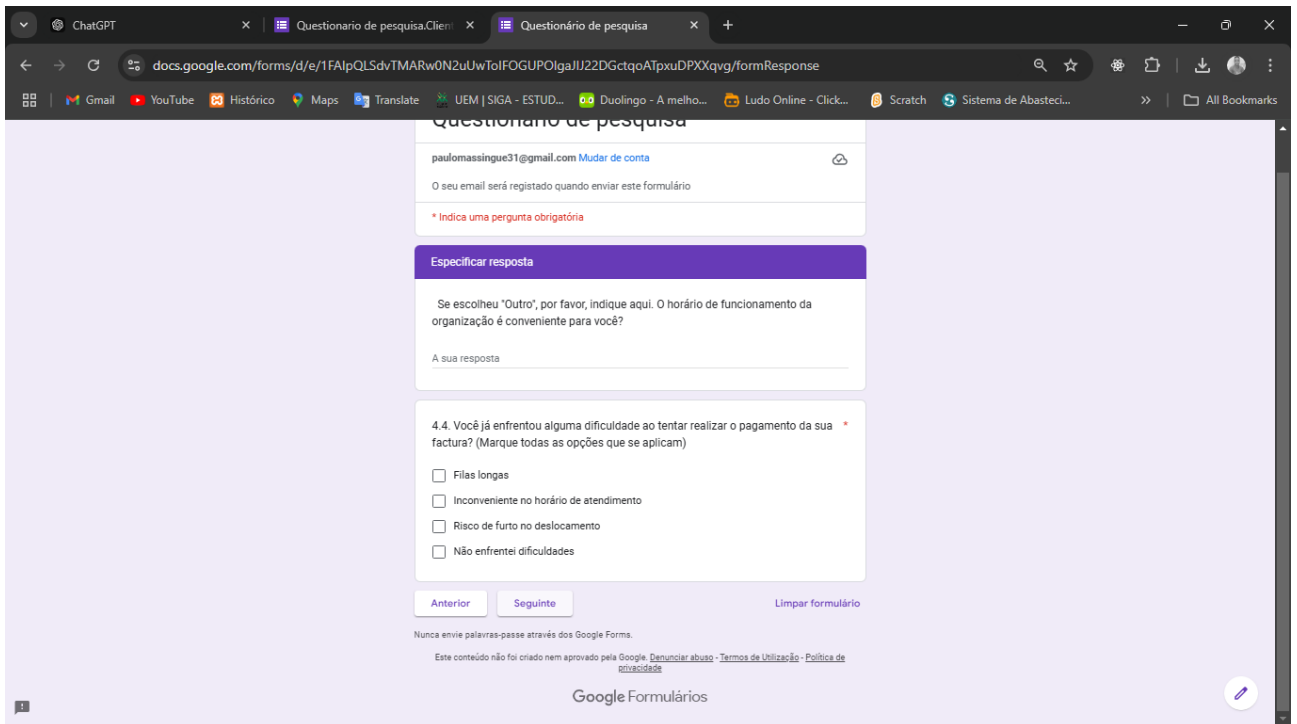 ChatGPT
Questionario de pesquisa.Client
Questionário de pesquisa
docs.google.com/forms/d/e/1FAIpQLSdvTMARw0N2uUwToIFOGUPOIgaJIJ22DGctqoATpxuDPXXqvg/formResponse
Gmail YouTube Histórico Maps Translate UEM | SIGA - ESTUD... Duolingo - A melho... Ludo Online - Click... Scratch Sistema de Abasteci... » All Bookmarks
Questionário de pesquisa
paulomassingue31@gmail.com Mudar de conta
O seu email será registado quando enviar este formulário
* Indica uma pergunta obrigatória
Especificar resposta
Se escolheu "Outro", por favor, indique aqui. O horário de funcionamento da
organização é conveniente para você?
A sua resposta
4.4. Você já enfrentou alguma dificuldade ao tentar realizar o pagamento da sua *
factura? (Marque todas as opções que se aplicam)
Filas longas
Inconveniente no horário de atendimento
Risco de furto no deslocamento
Não enfrentei dificuldades
Anterior Seguinte Limpar formulário
Nunca envie palavras-passe através dos Google Forms.
Este conteúdo não foi criado nem aprovado pela Google. Denunciar abuso - Termos de Utilização - Política de
privacidade
Google Formulários